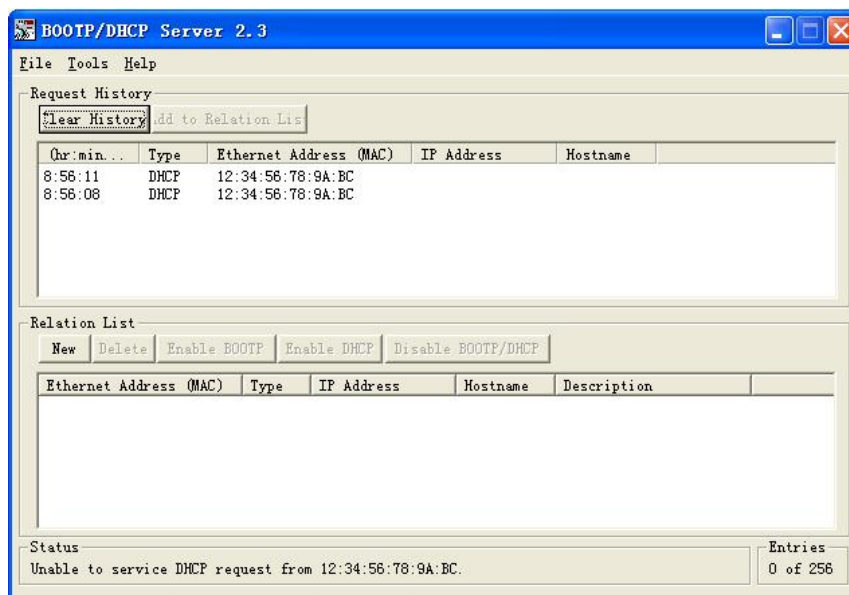 BOOTP/DHCP Server 2.3
File Tools Help
Request History
Clear History dd to Relation Lis
(hr:min... Type Ethernet Address (MAC) IP Address Hostname
8:56:11 DHCP 12:34:56:78:9A:BC
8:56:08 DHCP 12:34:56:78:9A:BC
Relation List
New Delete Enable BOOTP Enable DHCP Disable BOOTP/DHCP
Ethernet Address (MAC) Type IP Address Hostname Description
Status
Unable to service DHCP request from 12:34:56:78:9A:BC.
Entries
0 of 256